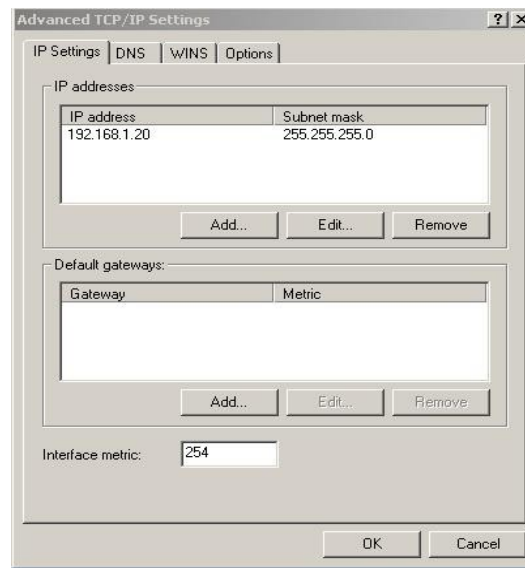 Advanced TCP/IP Settings
IP Settings DNS WINS Options
IP addresses
IP address Subnet mask
192.168.1.20 255.255.255.0
Add... Edit... Remove
Default gateways:
Gateway Metric
Add... Edit... Remove
Interface metric: 254
OK Cancel